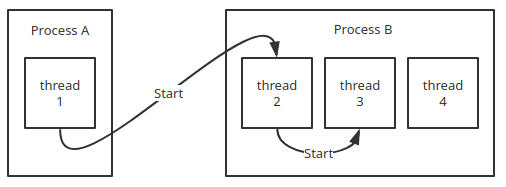 Process A
thread
1
Start
Process B
thread
2
thread
3
thread
4
Start